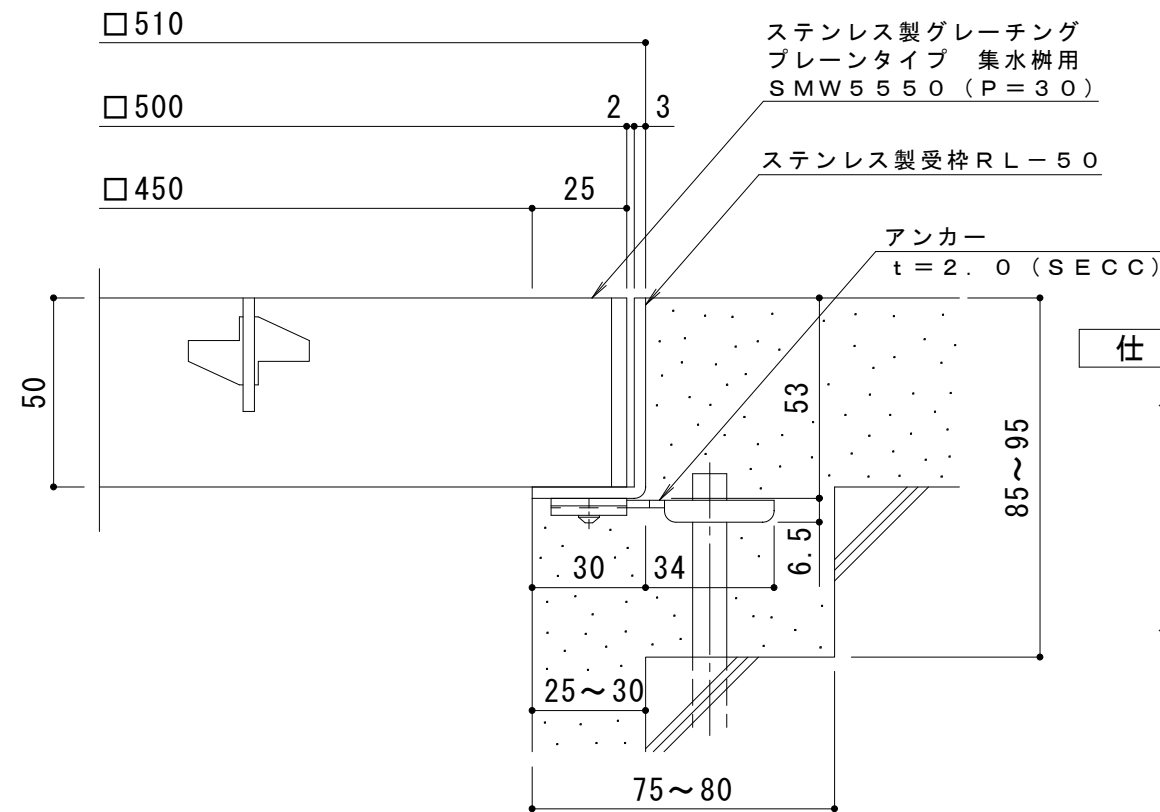 □510
□500
2
3
□450
25
ステンレス製グレーチング
プレーンタイプ 集水桝用
SMW5550（P=30）
ステンレス製受枠RL－50
アンカー
t=2.0（SECC）
仕
50
53
85～95
6.5
30
34
25～30
75～80